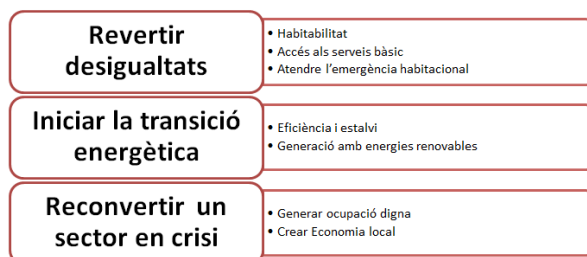 Revertir
desigualtats
• Habitabilitat
• Accés als serveis bàsic
• Atendre l'emergència habitacional
Iniciar la transició
energètica
• Eficiència i estalvi
• Generació amb energies renovables
Reconvertir un
sector en crisi
• Generar ocupació digna
• Crear Economia local